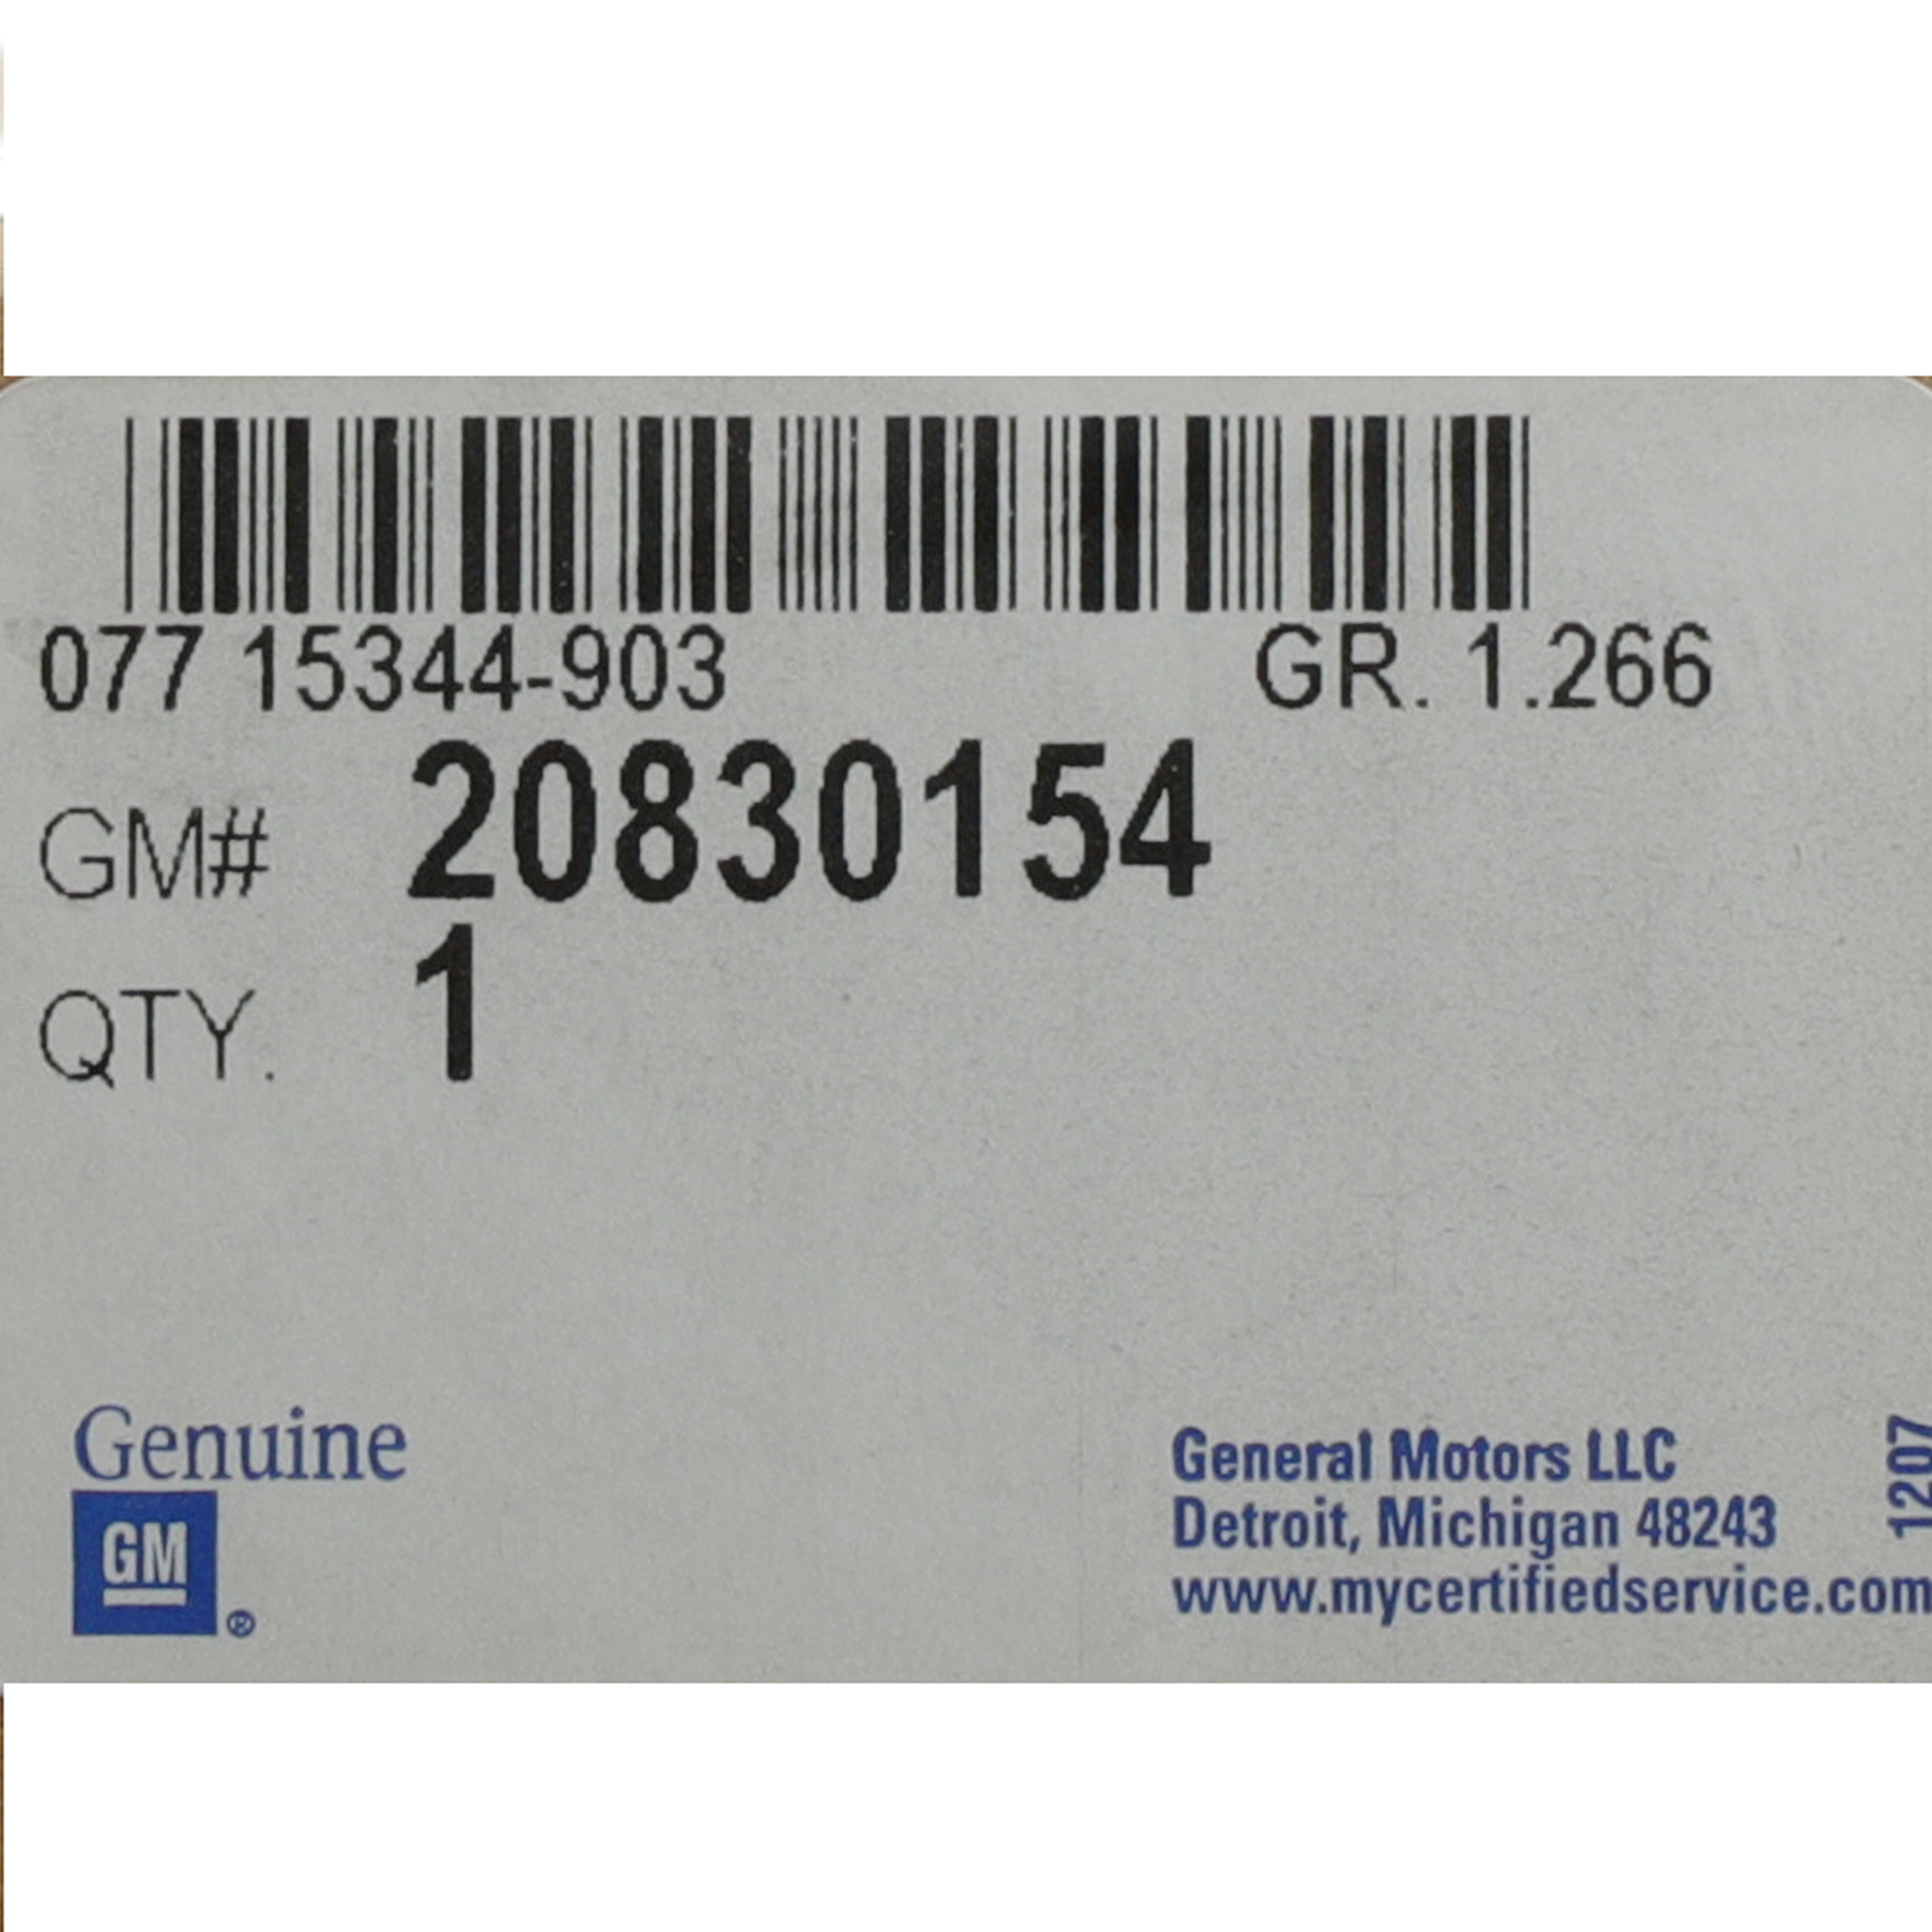 077 15344-903 GR. 1.266
GM# 20830154
QTY. 1
Genuine
GM
®
General Motors LLC
Detroit, Michigan 48243
www.mycertifiedservice.com
1207